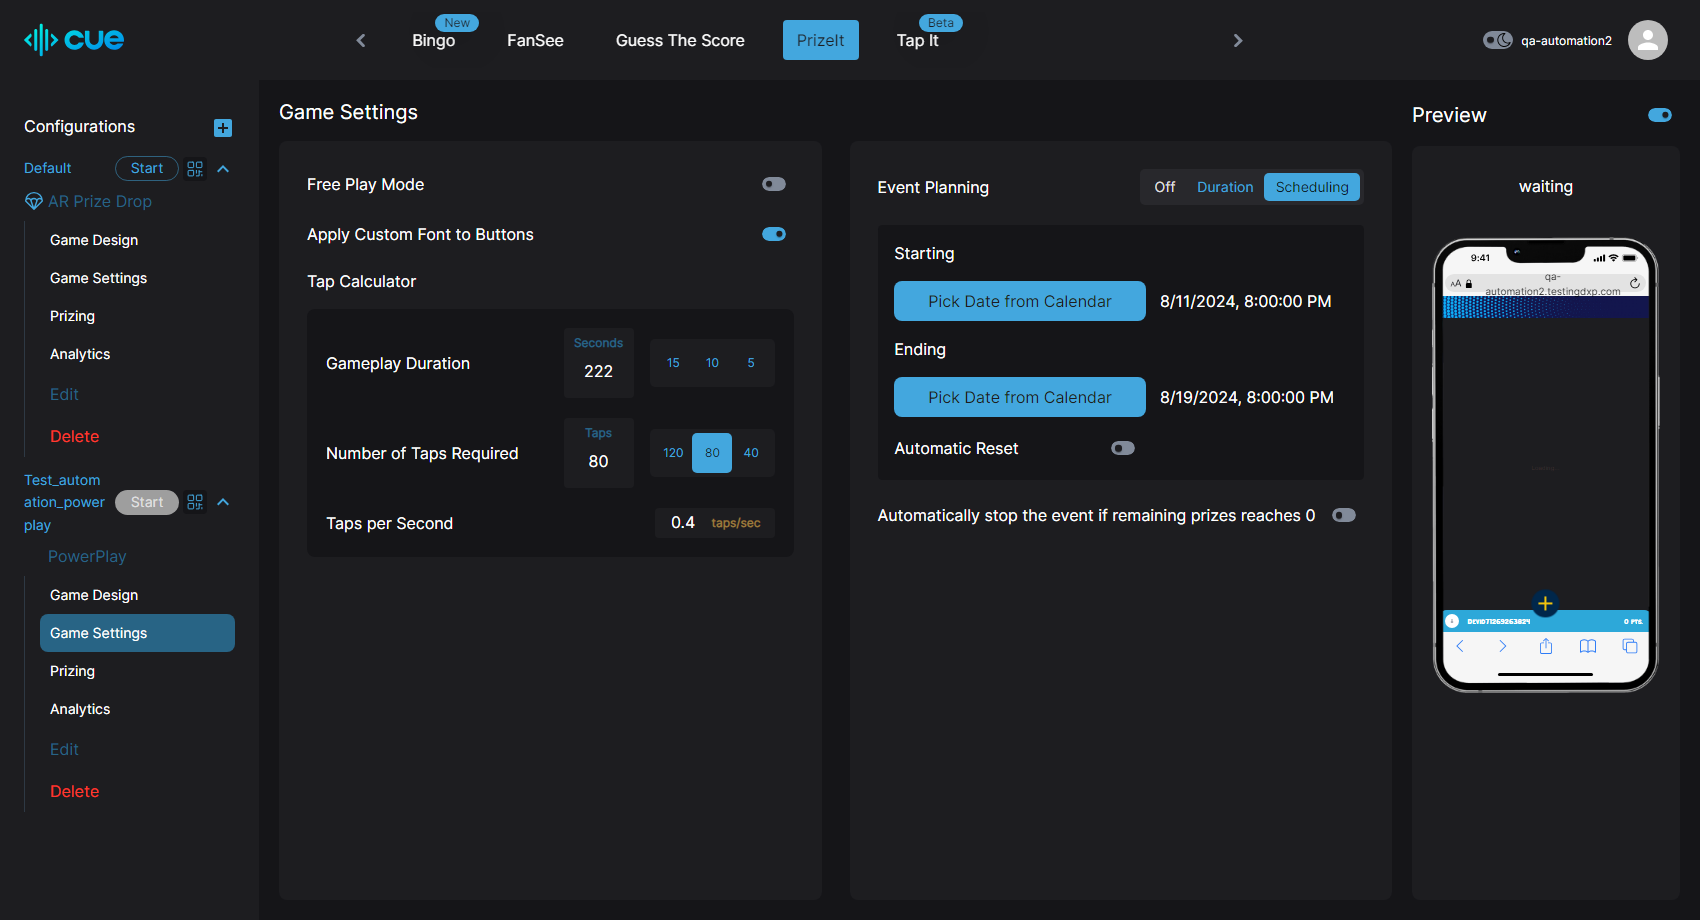 cue
New
Bingo
FanSee
Guess The Score
PrizeIt
Beta
Tap It
qa-automation2
Configurations
Default
Start
AR Prize Drop
Game Design
Game Settings
Prizing
Analytics
Edit
Delete
Test_autom
ation_power
play
Start
PowerPlay
Game Design
Game Settings
Prizing
Analytics
Edit
Delete
Game Settings
Free Play Mode
Apply Custom Font to Buttons
Tap Calculator
Gameplay Duration
Seconds
222
15 10 5
Number of Taps Required
Taps
80
120 80 40
Taps per Second
0.4 taps/sec
Event Planning
Off Duration Scheduling
Starting
Pick Date from Calendar 8/11/2024, 8:00:00 PM
Ending
Pick Date from Calendar 8/19/2024, 8:00:00 PM
Automatic Reset
Automatically stop the event if remaining prizes reaches 0
Preview
waiting
9:41
AA
qa-
automation2.testingdxp.com
0 PTS.